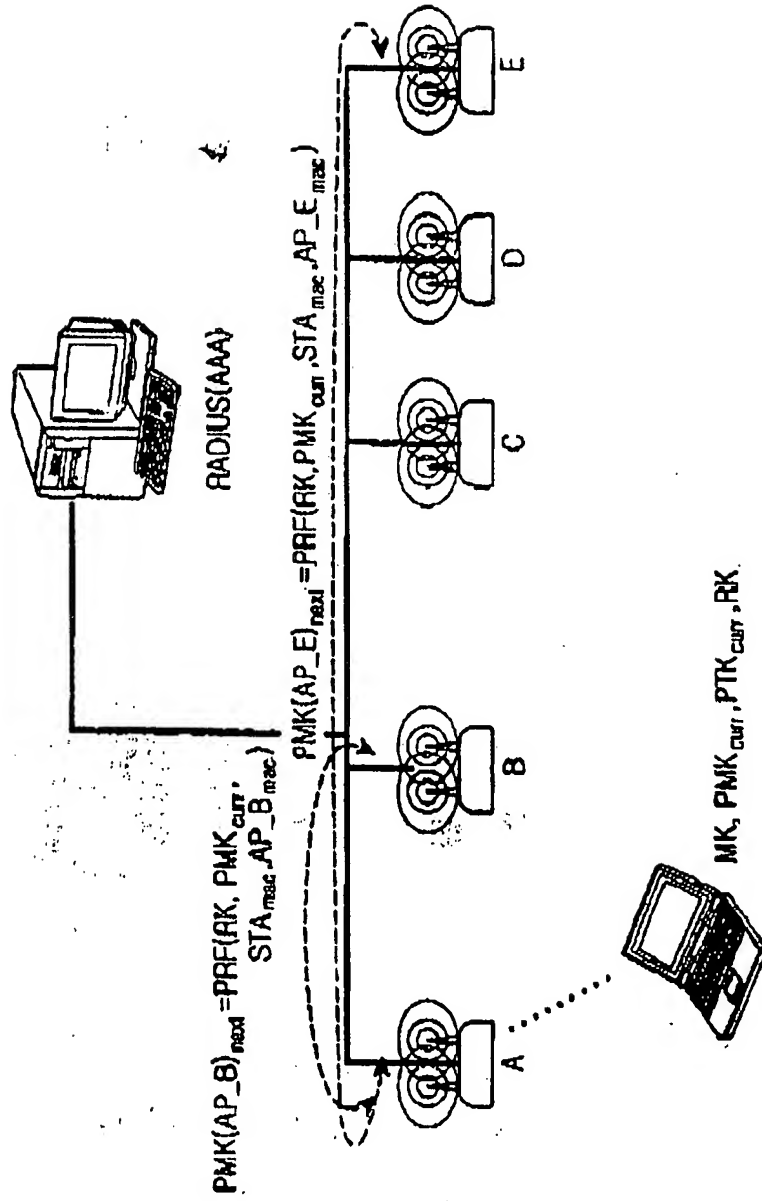 RADIUS(AAA)
PMK(AP_B)next=PRF(RK, PMKcurr,
STAmac,AP_Bmac)
PMK(AP_E)next=PRF(RK,PMKcurr,STAmac,AP_Emac)
A
B
C
D
E
MK, PMKcurr, PTKcurr,RK